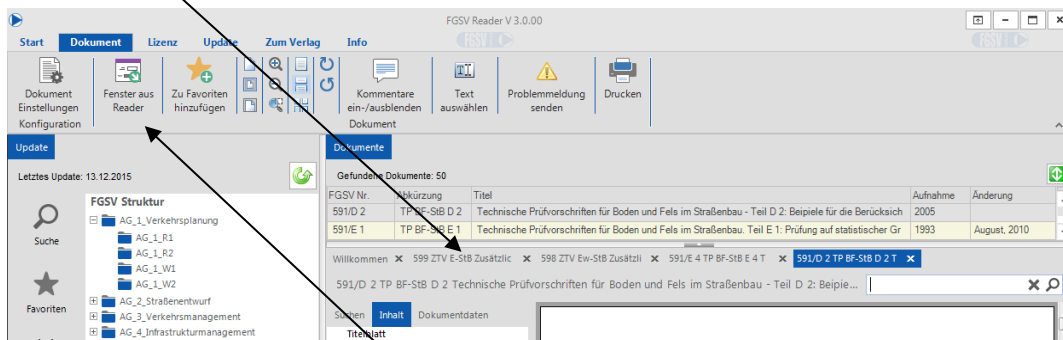 FGSV Reader V 3.0.00
Start Dokument Lizenz Update Zum Verlag Info
Dokument Einstellungen
Fenster aus Reader
Zu Favoriten hinzufügen
Kommentare ein-/ausblenden
Text auswählen
Problemmeldung senden
Drucken
Konfiguration
Dokument
Update
Letztes Update: 13.12.2015
FGSV Struktur
Suche
AG_1_Verkehrsplanung
AG_1_R1
AG_1_R2
AG_1_W1
AG_1_W2
Favoriten
AG_2_Straßenentwurf
AG_3_Verkehrsmanagement
AG_4_Infrastrukturmanagement
Dokumente
Gefundene Dokumente: 50
FGSV Nr. Abkürzung Titel Aufnahme Änderung
591/D 2 TP BF-StB D 2 Technische Prüfvorschriften für Boden und Fels im Straßenbau - Teil D 2: Beipiele für die Berücksich 2005
591/E 1 TP BF-StB E 1 Technische Prüfvorschriften für Boden und Fels im Straßenbau. Teil E 1: Prüfung auf statistischer Gr 1993 August, 2010
Willkommen 599 ZTV E-StB Zusätzlic 598 ZTV Ew-StB Zusätzli 591/E 4 TP BF-StB E 4 T 591/D 2 TP BF-StB D 2 T
591/D 2 TP BF-StB D 2 Technische Prüfvorschriften für Boden und Fels im Straßenbau - Teil D 2: Beipie...
Suchen Inhalt Dokumentdaten
Titelblatt